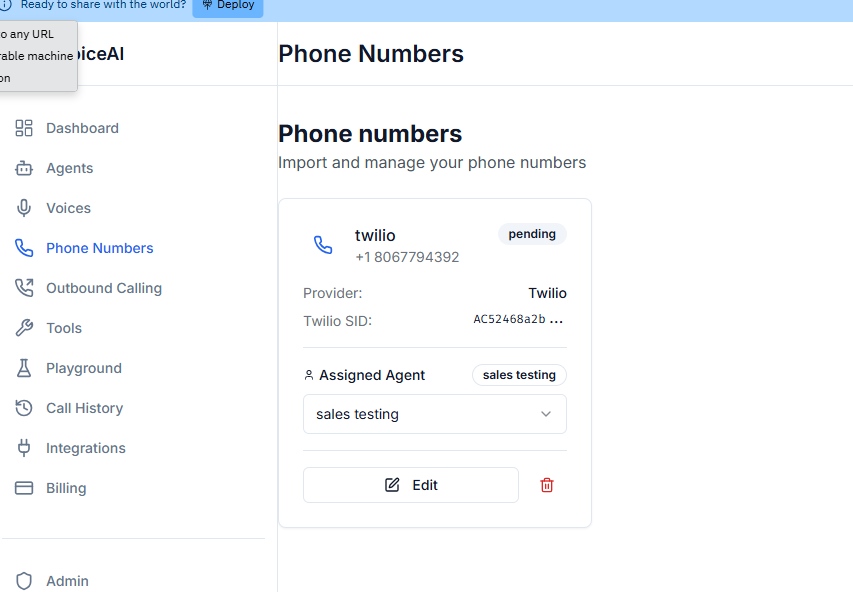 Ready to share with the world? Deploy
o any URL
rable machine
on
oiceAI
Phone Numbers
Dashboard
Agents
Voices
Phone Numbers
Outbound Calling
Tools
Playground
Call History
Integrations
Billing
Admin
Phone numbers
Import and manage your phone numbers
twilio
pending
+1 8067794392
Provider: Twilio
Twilio SID: AC52468a2b ...
Assigned Agent sales testing
sales testing
Edit